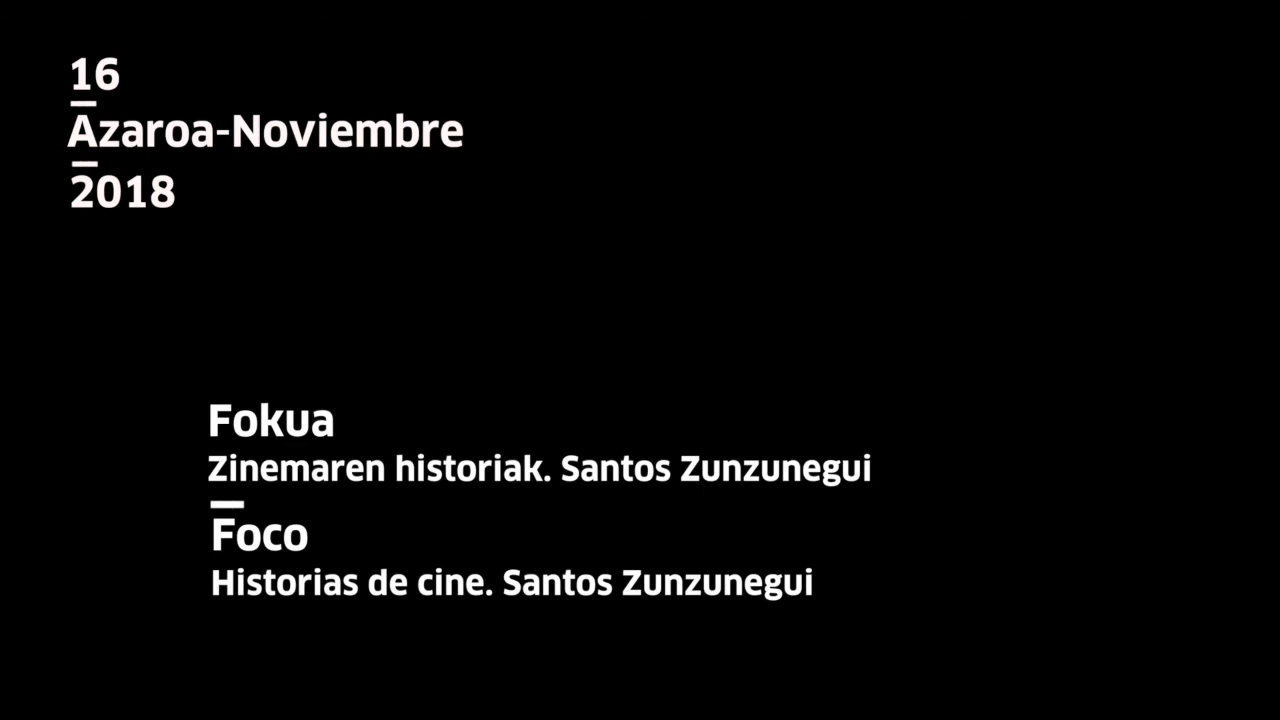 16
Azaroa-Noviembre
2018
Fokua
Zinemaren historiak. Santos Zunzunegui
Foco
Historias de cine. Santos Zunzunegui